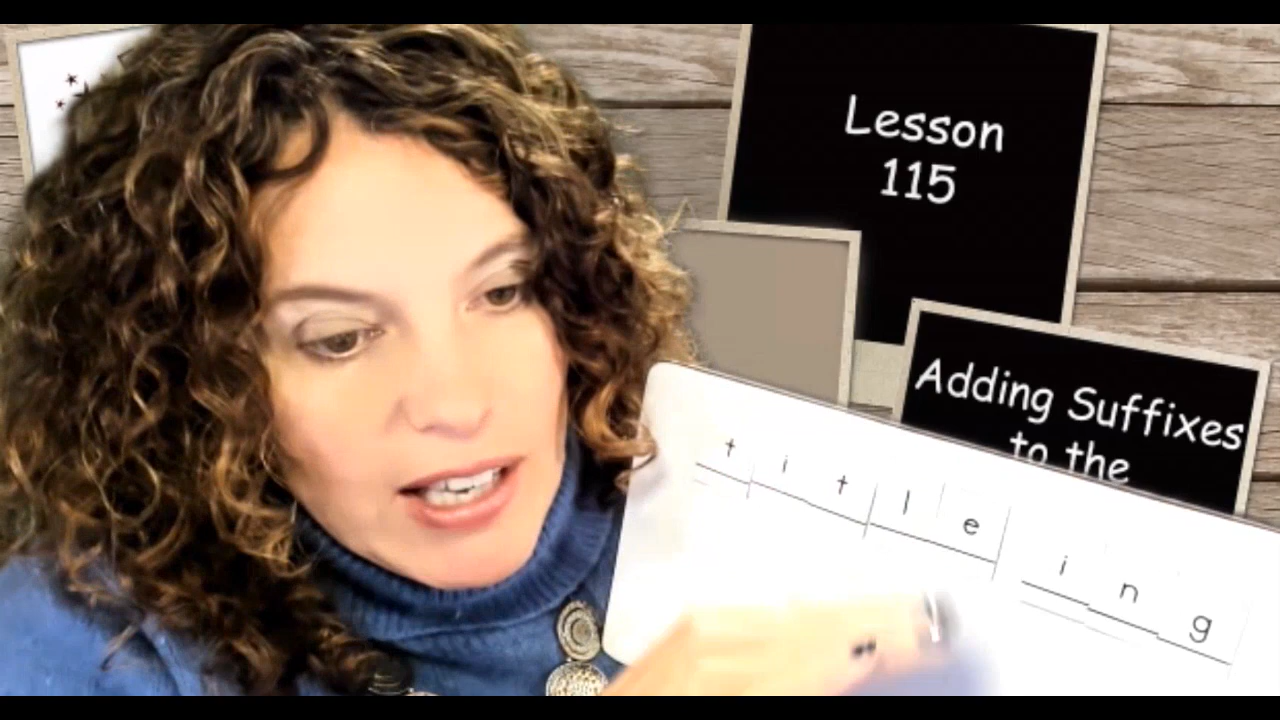 Lesson
115
Adding Suffixes
to the
t i t l e i n g